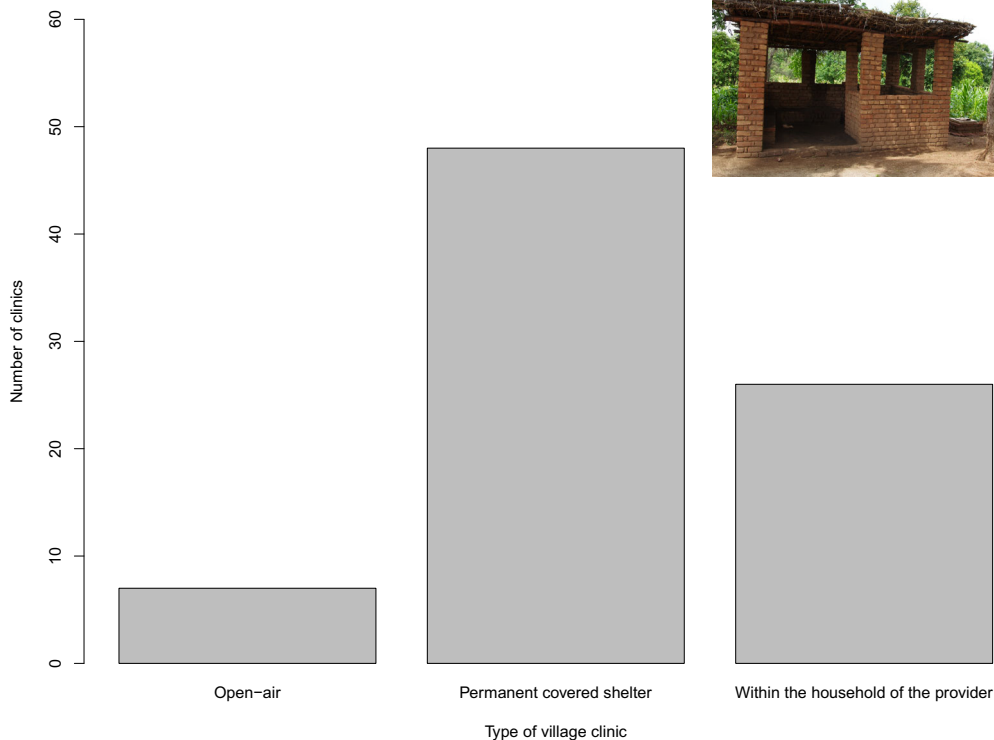 60
50
40
30
20
10
0
Number of clinics
Open−air
Permanent covered shelter
Within the household of the provider
Type of village clinic